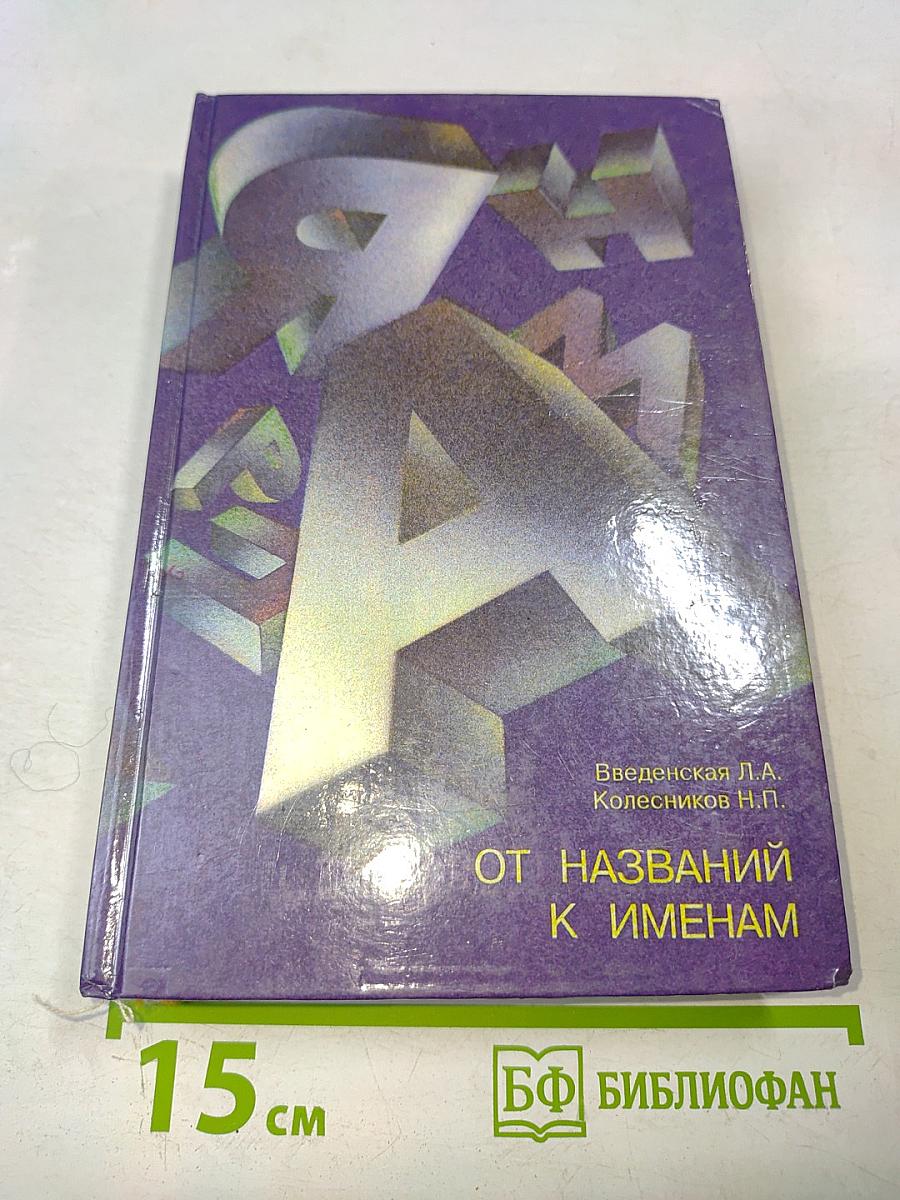 Я Н
А М
Р
Введенская Л.А.
Колесников Н.П.
ОТ НАЗВАНИЙ
К ИМЕНАМ
15 см
БФ БИБЛИОФАН